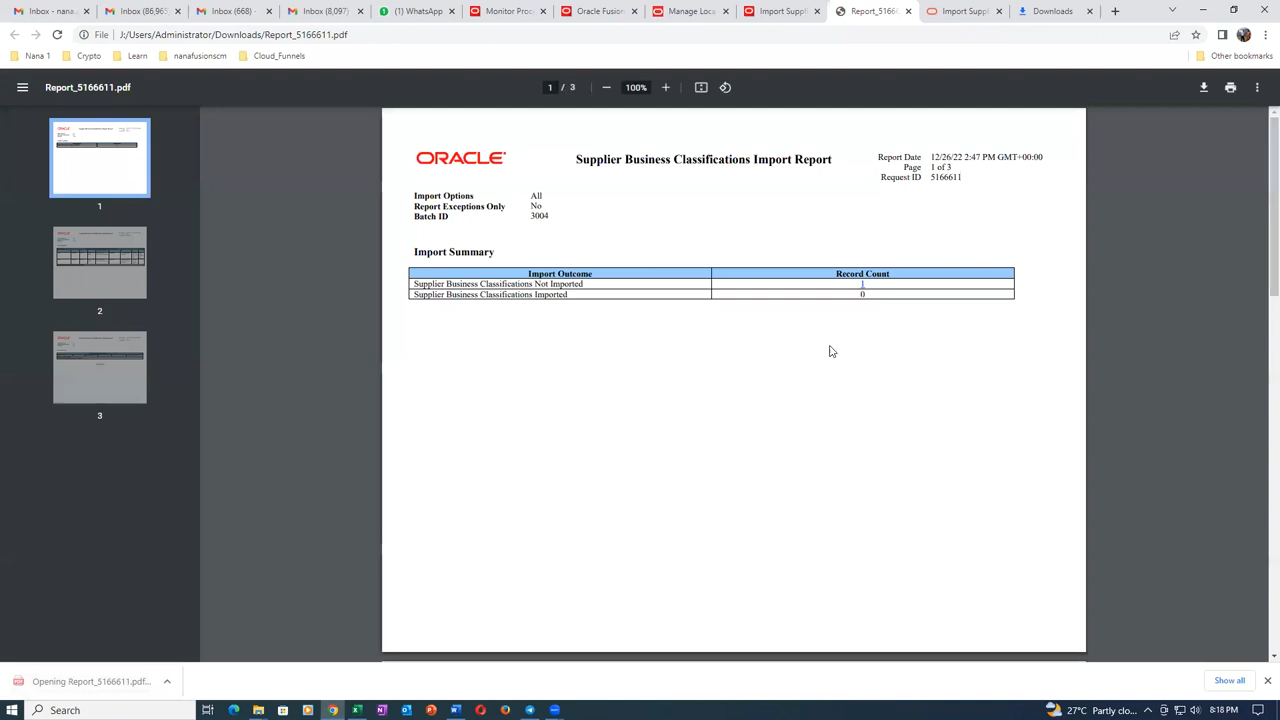 Inbox - nana.
Inbox (86,965
Inbox (668) -
Inbox (8,097)
(1) WhatsApp
Monitor Proc
Oracle Fusion
Manage Loca
Import Suppli
Report_51666
Import Suppli
Downloads
File J:/Users/Administrator/Downloads/Report_5166611.pdf
Nana 1 Crypto Learn nanafusionscm Cloud_Funnels Other bookmarks
Report_5166611.pdf 1 / 3 100%
ORACLE
Supplier Business Classifications Import Report
Report Date 12/26/22 2:47 PM GMT+00:00
Page 1 of 3
Request ID 5166611
Import Options All
Report Exceptions Only No
Batch ID 3004
Import Summary
Import Outcome Record Count
Supplier Business Classifications Not Imported 1
Supplier Business Classifications Imported 0
1
2
3
Opening Report_5166611.pdf... Show all
Search 27°C Partly clo... 8:18 PM